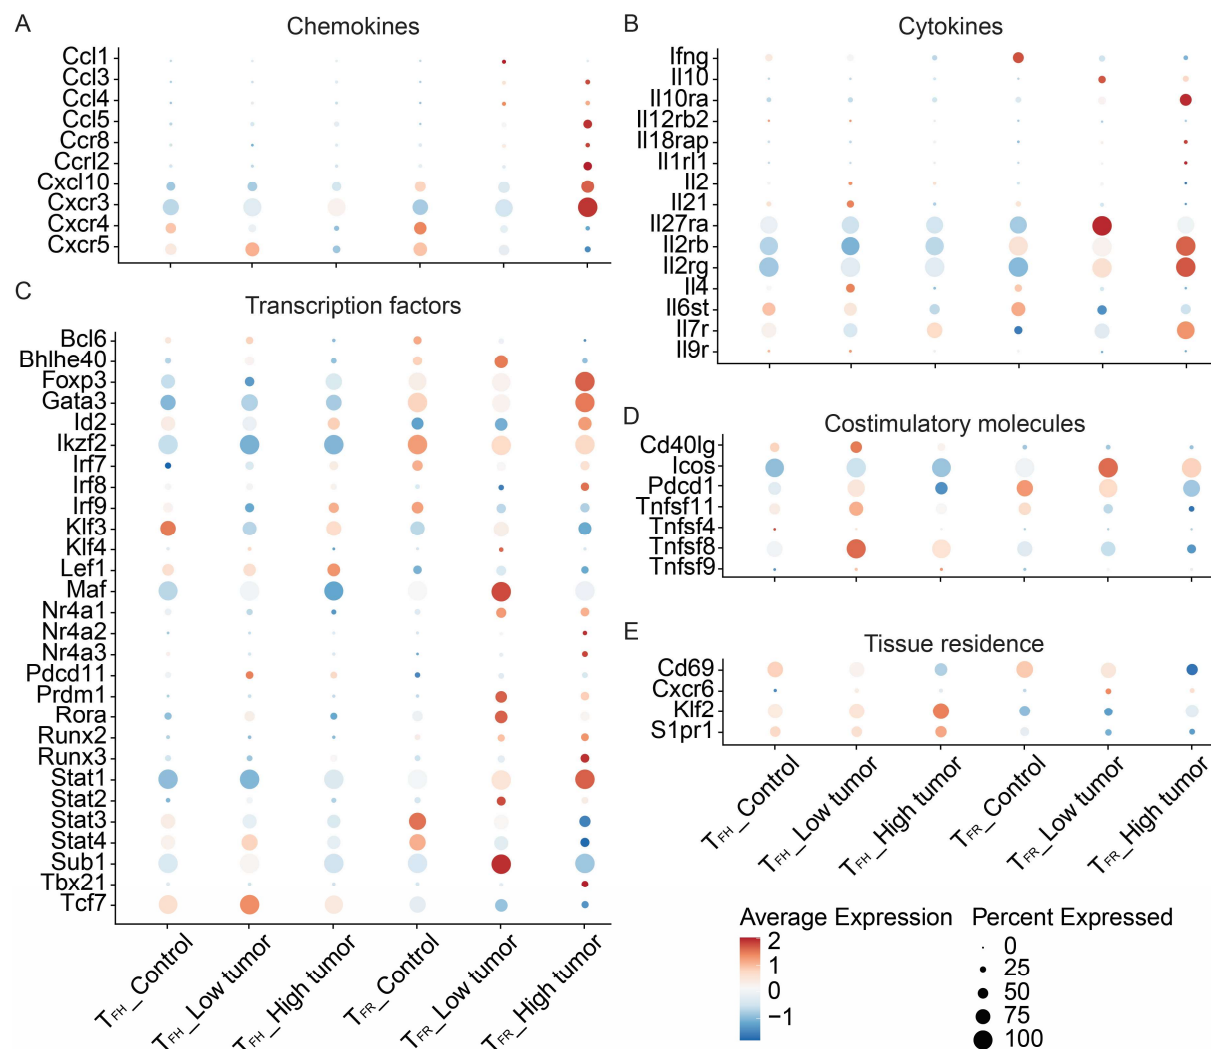 A
Chemokines
Ccl1
Ccl3
Ccl4
Ccl5
Ccr8
Ccrl2
Cxcl10
Cxcr3
Cxcr4
Cxcr5
B
Cytokines
Ifng
Il10
Il10ra
Il12rb2
Il18rap
Il1rl1
Il2
Il21
Il27ra
Il2rb
Il2rg
Il4
Il6st
Il7r
Il9r
C
Transcription factors
Bcl6
Bhlhe40
Foxp3
Gata3
Id2
Ikzf2
Irf7
Irf8
Irf9
Klf3
Klf4
Lef1
Maf
Nr4a1
Nr4a2
Nr4a3
Pdcd11
Prdm1
Rora
Runx2
Runx3
Stat1
Stat2
Stat3
Stat4
Sub1
Tbx21
Tcf7
TFH_Control
TFH_Low tumor
TFH_High tumor
TFR_Control
TFR_Low tumor
TFR_High tumor
D
Costimulatory molecules
Cd40lg
Icos
Pdcd1
Tnfsf11
Tnfsf4
Tnfsf8
Tnfsf9
E
Tissue residence
Cd69
Cxcr6
Klf2
S1pr1
TFH_Control
TFH_Low tumor
TFH_High tumor
TFR_Control
TFR_Low tumor
TFR_High tumor
Average Expression
2
1
0
−1
Percent Expressed
0
25
50
75
100